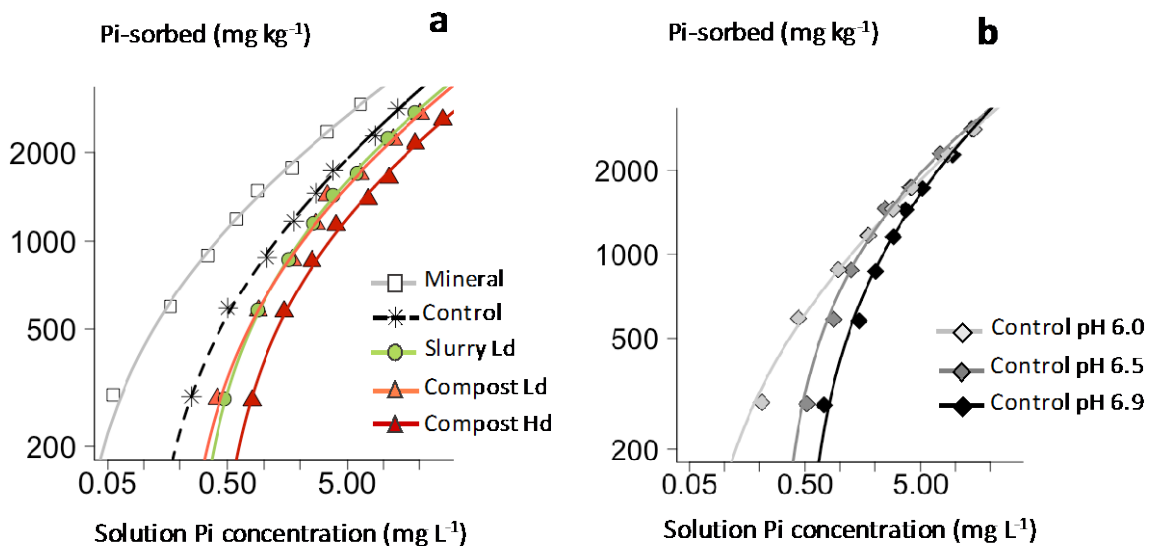 Pi-sorbed (mg kg⁻¹)
a
2000
1000
500
200
0.05 0.50 5.00
Mineral
Control
Slurry Ld
Compost Ld
Compost Hd
Solution Pi concentration (mg L⁻¹)
Pi-sorbed (mg kg⁻¹)
b
2000
1000
500
200
0.05 0.50 5.00
Control pH 6.0
Control pH 6.5
Control pH 6.9
Solution Pi concentration (mg L⁻¹)